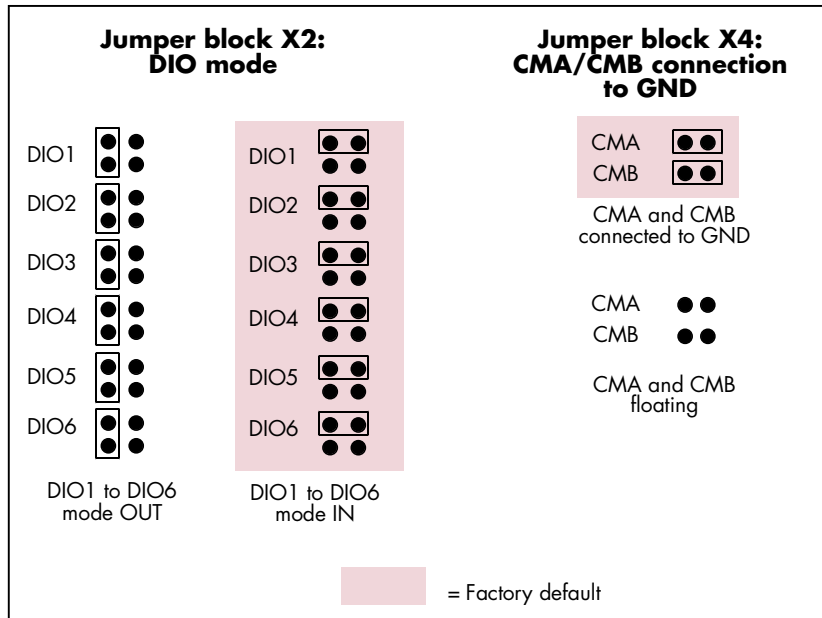 Jumper block X2:
DIO mode
DIO1
DIO2
DIO3
DIO4
DIO5
DIO6
DIO1 to DIO6
mode OUT
DIO1
DIO2
DIO3
DIO4
DIO5
DIO6
DIO1 to DIO6
mode IN
Jumper block X4:
CMA/CMB connection
to GND
CMA
CMB
CMA and CMB
connected to GND
CMA
CMB
CMA and CMB
floating
= Factory default